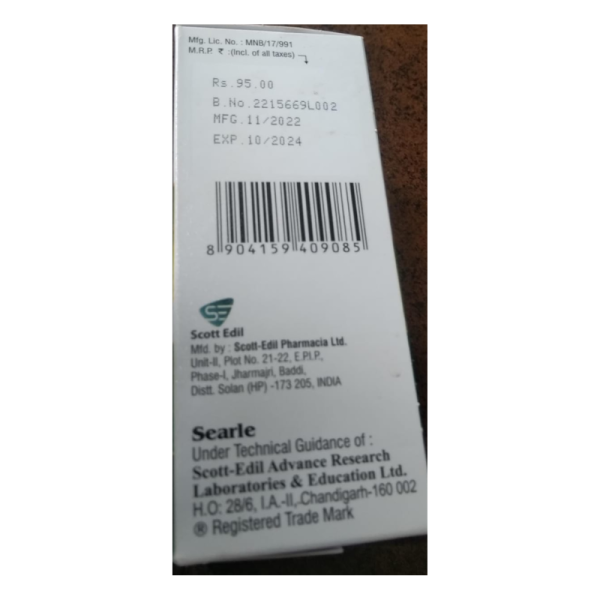 Mfg. Lic. No. : MNB/17/991
M.R.P. ₹ :(Incl. of all taxes)
Rs.95.00
B.No.2215669L002
MFG.11/2022
EXP.10/2024
8 904159 409085
SE
Scott Edil
Mfd. by : Scott-Edil Pharmacia Ltd.
Unit-II, Plot No. 21-22, E.P.I.P.,
Phase-I, Jharmajri, Baddi,
Distt. Solan (HP) -173 205, INDIA
Searle
Under Technical Guidance of :
Scott-Edil Advance Research
Laboratories & Education Ltd.
H.O: 28/6, I.A.-II, Chandigarh-160 002
® Registered Trade Mark